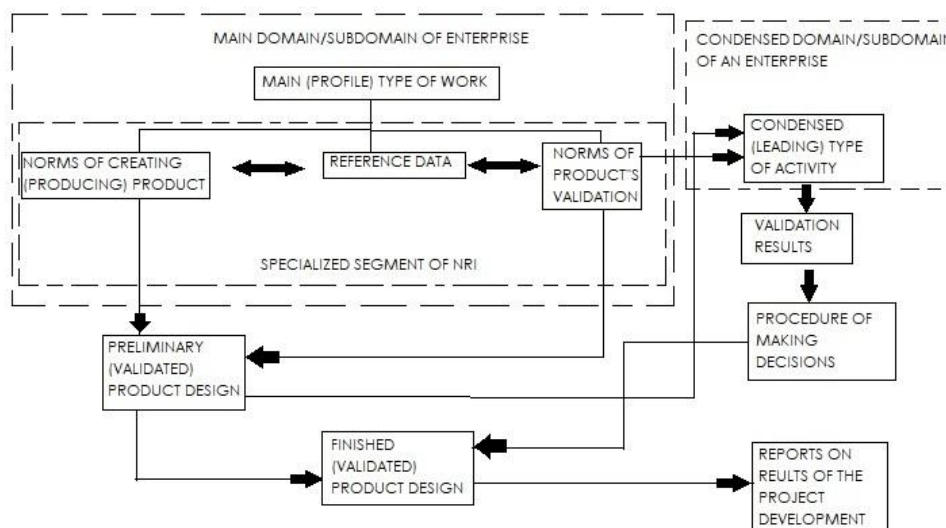 MAIN DOMAIN/SUBDOMAIN OF ENTERPRISE
CONDENSED DOMAIN/SUBDOMAIN
OF AN ENTERPRISE
MAIN (PROFILE) TYPE OF WORK
NORMS OF CREATING
(PRODUCING) PRODUCT
REFERENCE DATA
NORMS OF
PRODUCT"S
VALIDATION
CONDENSED
(LEADING) TYPE
OF ACTIVITY
SPECIALIZED SEGMENT OF NRI
VALIDATION
RESULTS
PRELIMINARY
(VALIDATED)
PRODUCT DESIGN
PROCEDURE OF
MAKING
DECISIONS
FINISHED
(VALIDATED)
PRODUCT DESIGN
REPORTS ON
REULTS OF THE
PROJECT
DEVELOPMENT